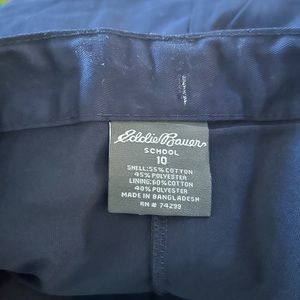 Eddie Bauer
SCHOOL
10
SHELL:55% COTTON
45% POLYESTER
LINING:60% COTTON
40% POLYESTER
MADE IN BANGLADESH
RN # 74299